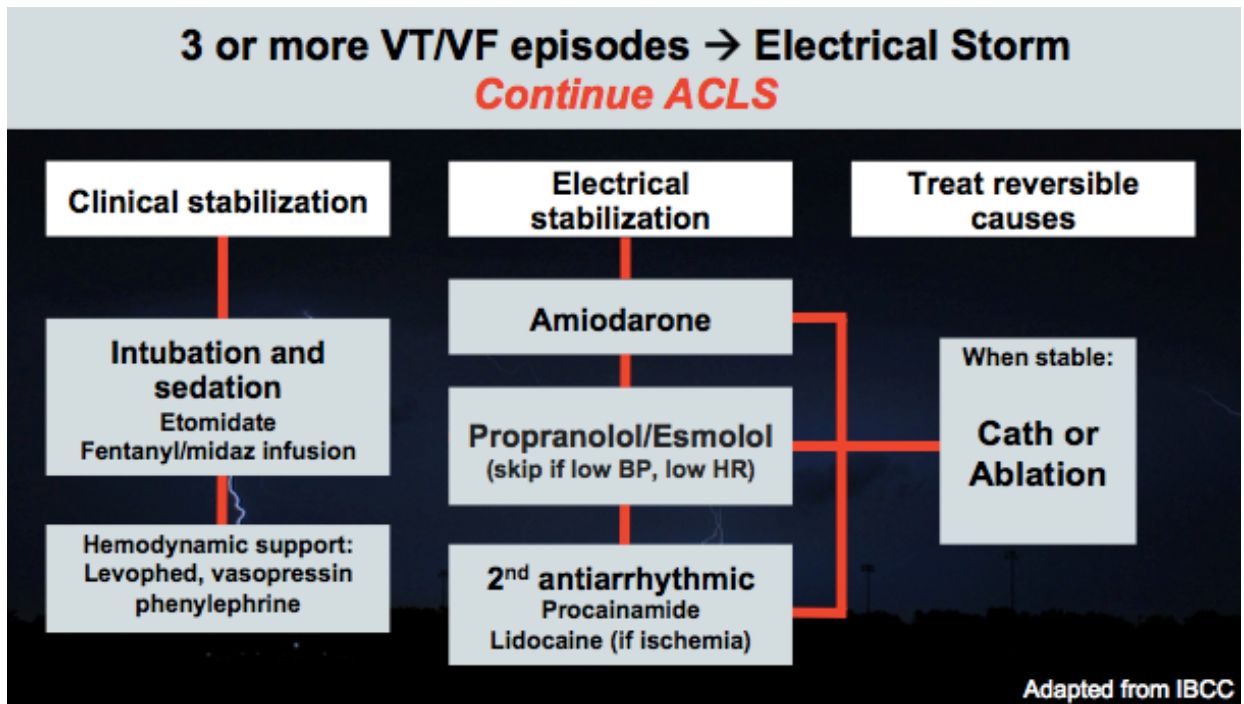 3 or more VT/VF episodes → Electrical Storm
Continue ACLS
Clinical stabilization
Intubation and
sedation
Etomidate
Fentanyl/midaz infusion
Hemodynamic support:
Levophed, vasopressin
phenylephrine
Electrical
stabilization
Amiodarone
Propranolol/Esmolol
(skip if low BP, low HR)
2nd antiarrhythmic
Procainamide
Lidocaine (if ischemia)
Treat reversible
causes
When stable:
Cath or
Ablation
Adapted from IBCC